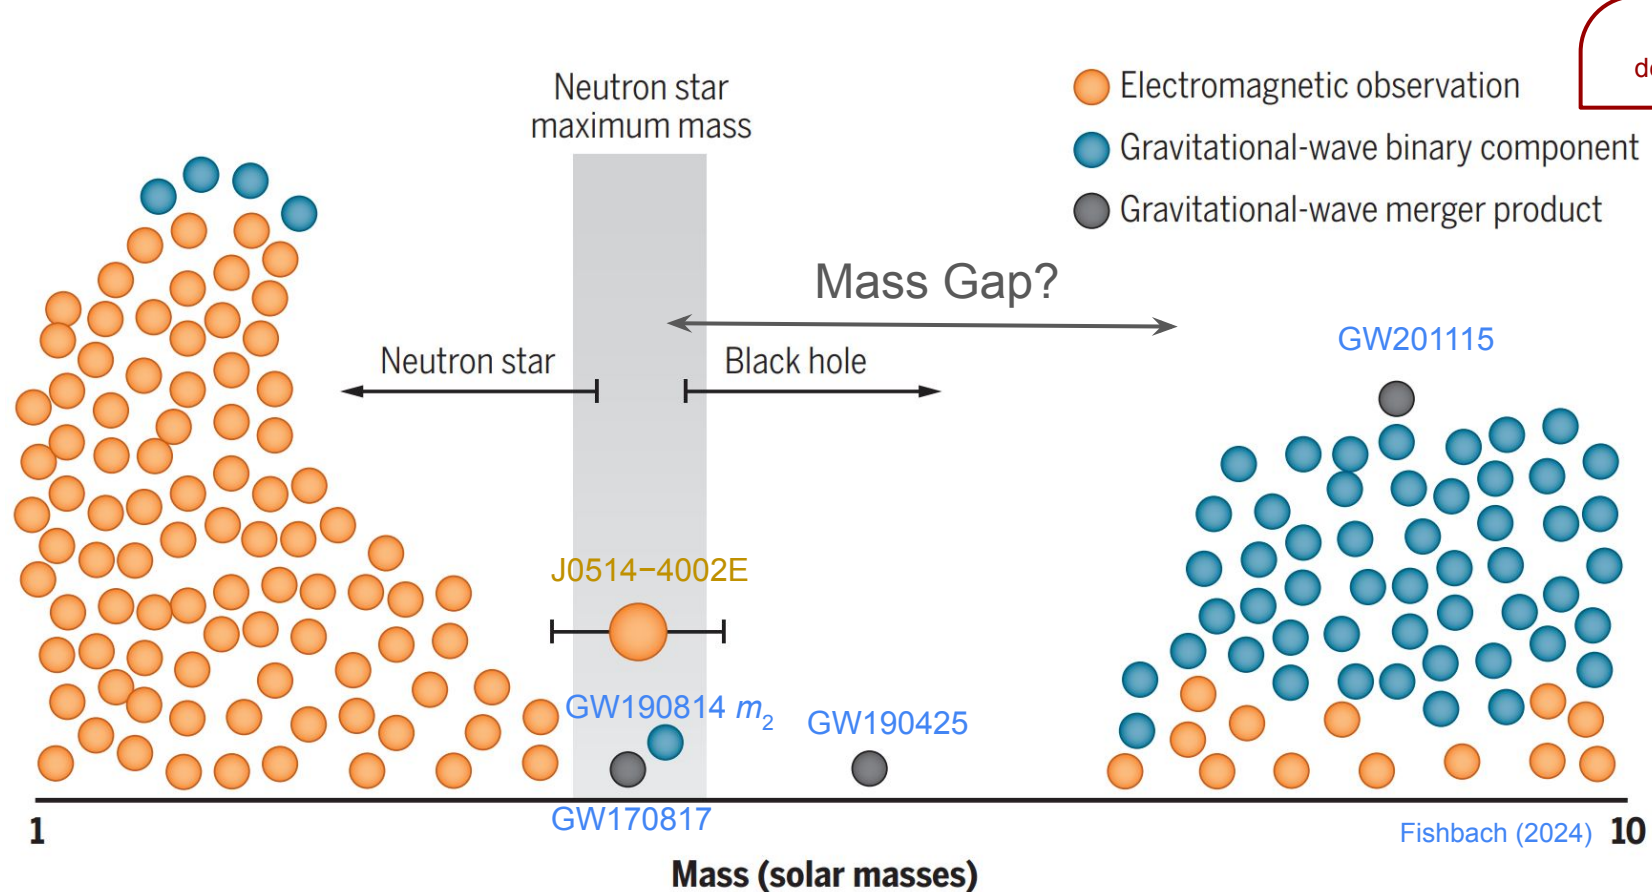 Neutron star
maximum mass
Electromagnetic observation
Gravitational-wave binary component
Gravitational-wave merger product
Mass Gap?
Neutron star
Black hole
GW201115
J0514−4002E
GW190814 m2
GW190425
GW170817
1
Fishbach (2024)
10
Mass (solar masses)